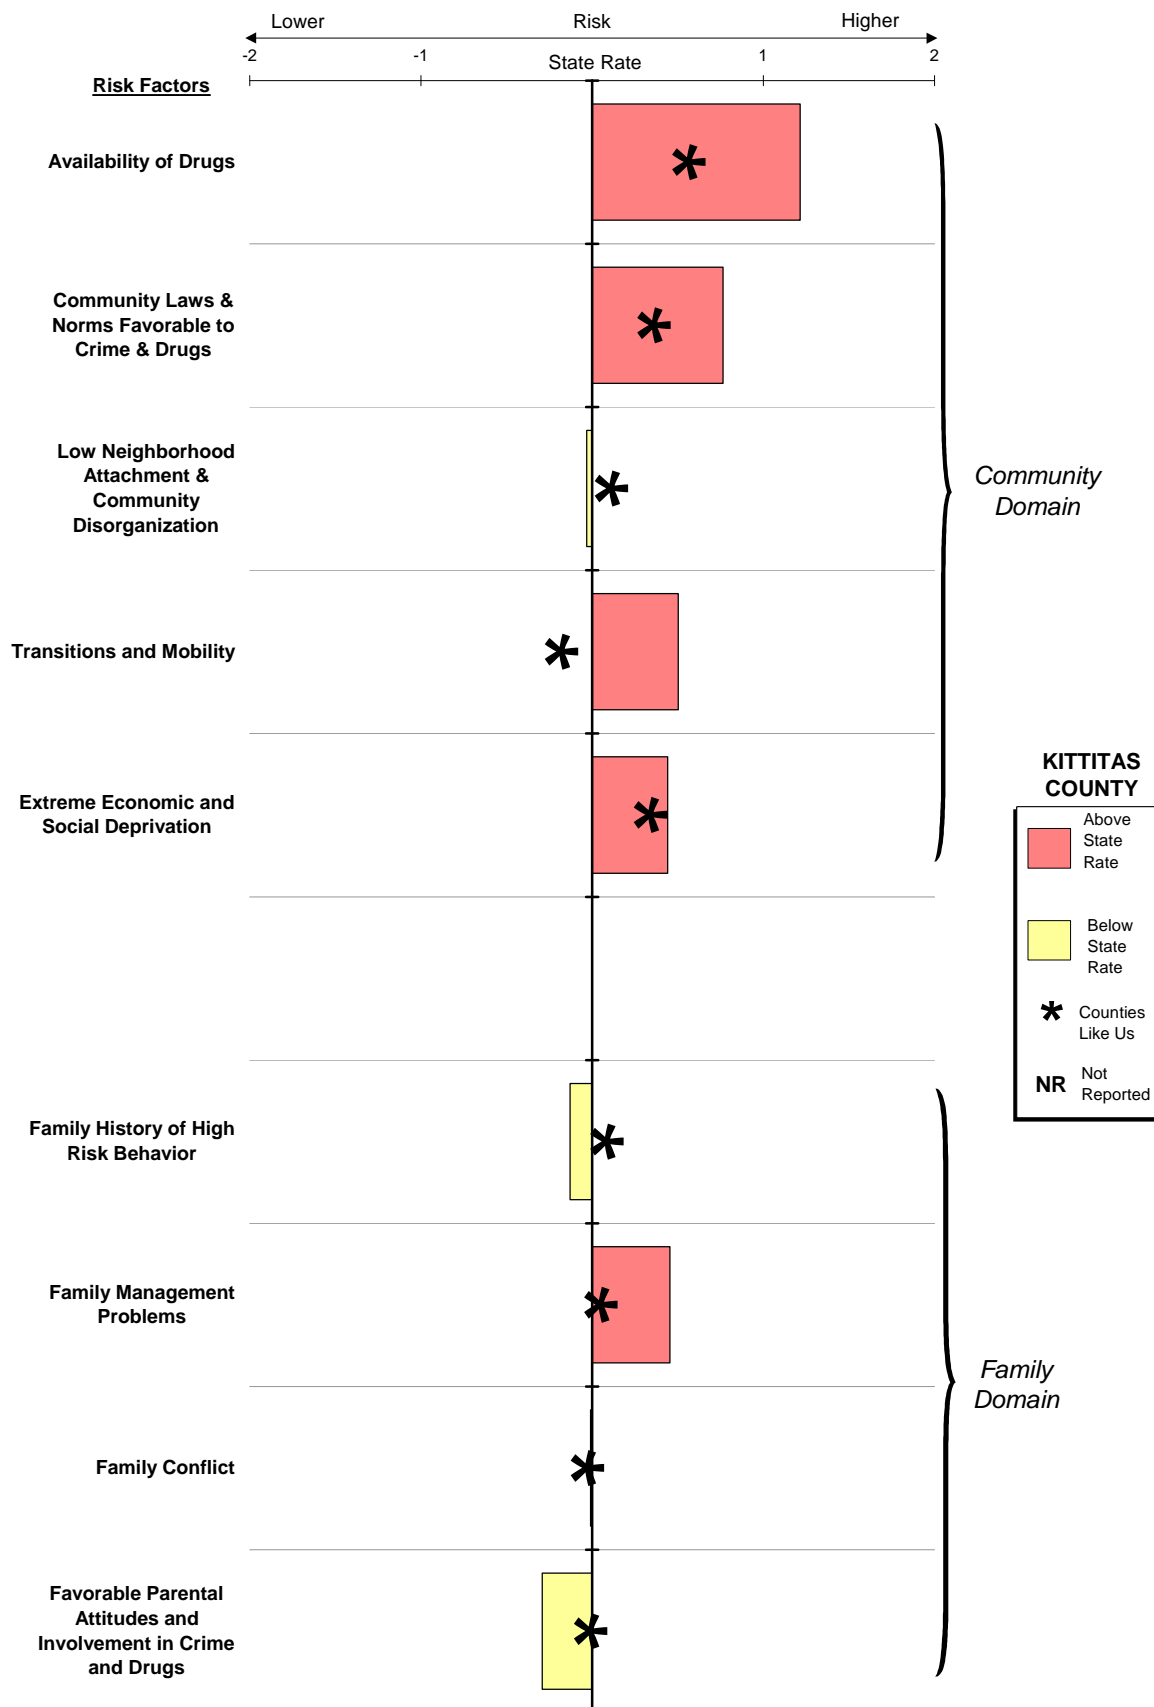 Lower Risk Higher
-2 -1 State Rate 1 2
Risk Factors
Availability of Drugs
Community Laws &
Norms Favorable to
Crime & Drugs
Low Neighborhood
Attachment &
Community
Disorganization
Transitions and Mobility
Extreme Economic and
Social Deprivation
Community
Domain
Family History of High
Risk Behavior
Family Management
Problems
Family Conflict
Favorable Parental
Attitudes and
Involvement in Crime
and Drugs
Family
Domain
KITTITAS
COUNTY
Above
State
Rate
Below
State
Rate
* Counties
Like Us
NR Not
Reported